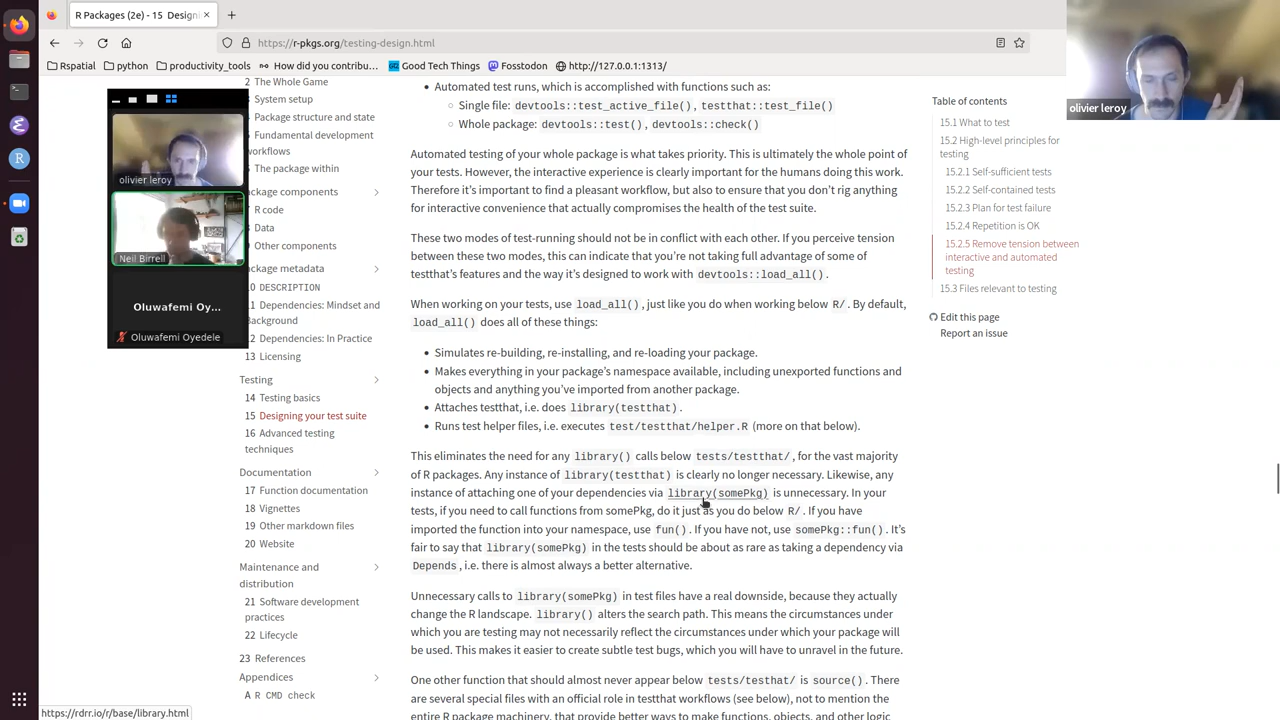 R Packages (2e) - 15 Designi
https://r-pkgs.org/testing-design.html
Rspatial
python
productivity_tools
How did you contribu…
Good Tech Things
Fosstodon
http://127.0.0.1:1313/
olivier leroy
olivier leroy
Neil Birrell
Oluwafemi Oy...
Oluwafemi Oyedele
2 The Whole Game
System setup
Package structure and state
Fundamental development
workflows
The package within
ackage components
R code
Data
Other components
ackage metadata
10 DESCRIPTION
11 Dependencies: Mindset and
Background
12 Dependencies: In Practice
13 Licensing
Testing
14 Testing basics
15 Designing your test suite
16 Advanced testing
techniques
Documentation
17 Function documentation
18 Vignettes
19 Other markdown files
20 Website
Maintenance and
distribution
21 Software development
practices
22 Lifecycle
23 References
Appendices
A R CMD check
• Automated test runs, which is accomplished with functions such as:
Single file: devtools::test_active_file(), testthat::test_file()
Whole package: devtools::test(), devtools::check()
Automated testing of your whole package is what takes priority. This is ultimately the whole point of
your tests. However, the interactive experience is clearly important for the humans doing this work.
Therefore it’s important to find a pleasant workflow, but also to ensure that you don’t rig anything
for interactive convenience that actually compromises the health of the test suite.
These two modes of test-running should not be in conflict with each other. If you perceive tension
between these two modes, this can indicate that you’re not taking full advantage of some of
testthat’s features and the way it’s designed to work with devtools::load_all().
When working on your tests, use load_all(), just like you do when working below R/. By default,
load_all() does all of these things:
• Simulates re-building, re-installing, and re-loading your package.
• Makes everything in your package’s namespace available, including unexported functions and
objects and anything you’ve imported from another package.
• Attaches testthat, i.e. does library(testthat).
• Runs test helper files, i.e. executes test/testthat/helper.R (more on that below).
This eliminates the need for any library() calls below tests/testthat/, for the vast majority
of R packages. Any instance of library(testthat) is clearly no longer necessary. Likewise, any
instance of attaching one of your dependencies via library(somePkg) is unnecessary. In your
tests, if you need to call functions from somePkg, do it just as you do below R/. If you have
imported the function into your namespace, use fun(). If you have not, use somePkg::fun(). It’s
fair to say that library(somePkg) in the tests should be about as rare as taking a dependency via
Depends, i.e. there is almost always a better alternative.
Unnecessary calls to library(somePkg) in test files have a real downside, because they actually
change the R landscape. library() alters the search path. This means the circumstances under
which you are testing may not necessarily reflect the circumstances under which your package will
be used. This makes it easier to create subtle test bugs, which you will have to unravel in the future.
One other function that should almost never appear below tests/testthat/ is source(). There
are several special files with an official role in testthat workflows (see below), not to mention the
entire R package machinery, that provide better ways to make functions, objects, and other logic
Table of contents
15.1 What to test
15.2 High-level principles for
testing
15.2.1 Self-sufficient tests
15.2.2 Self-contained tests
15.2.3 Plan for test failure
15.2.4 Repetition is OK
15.2.5 Remove tension between
interactive and automated
testing
15.3 Files relevant to testing
Edit this page
Report an issue
https://rdrr.io/r/base/library.html